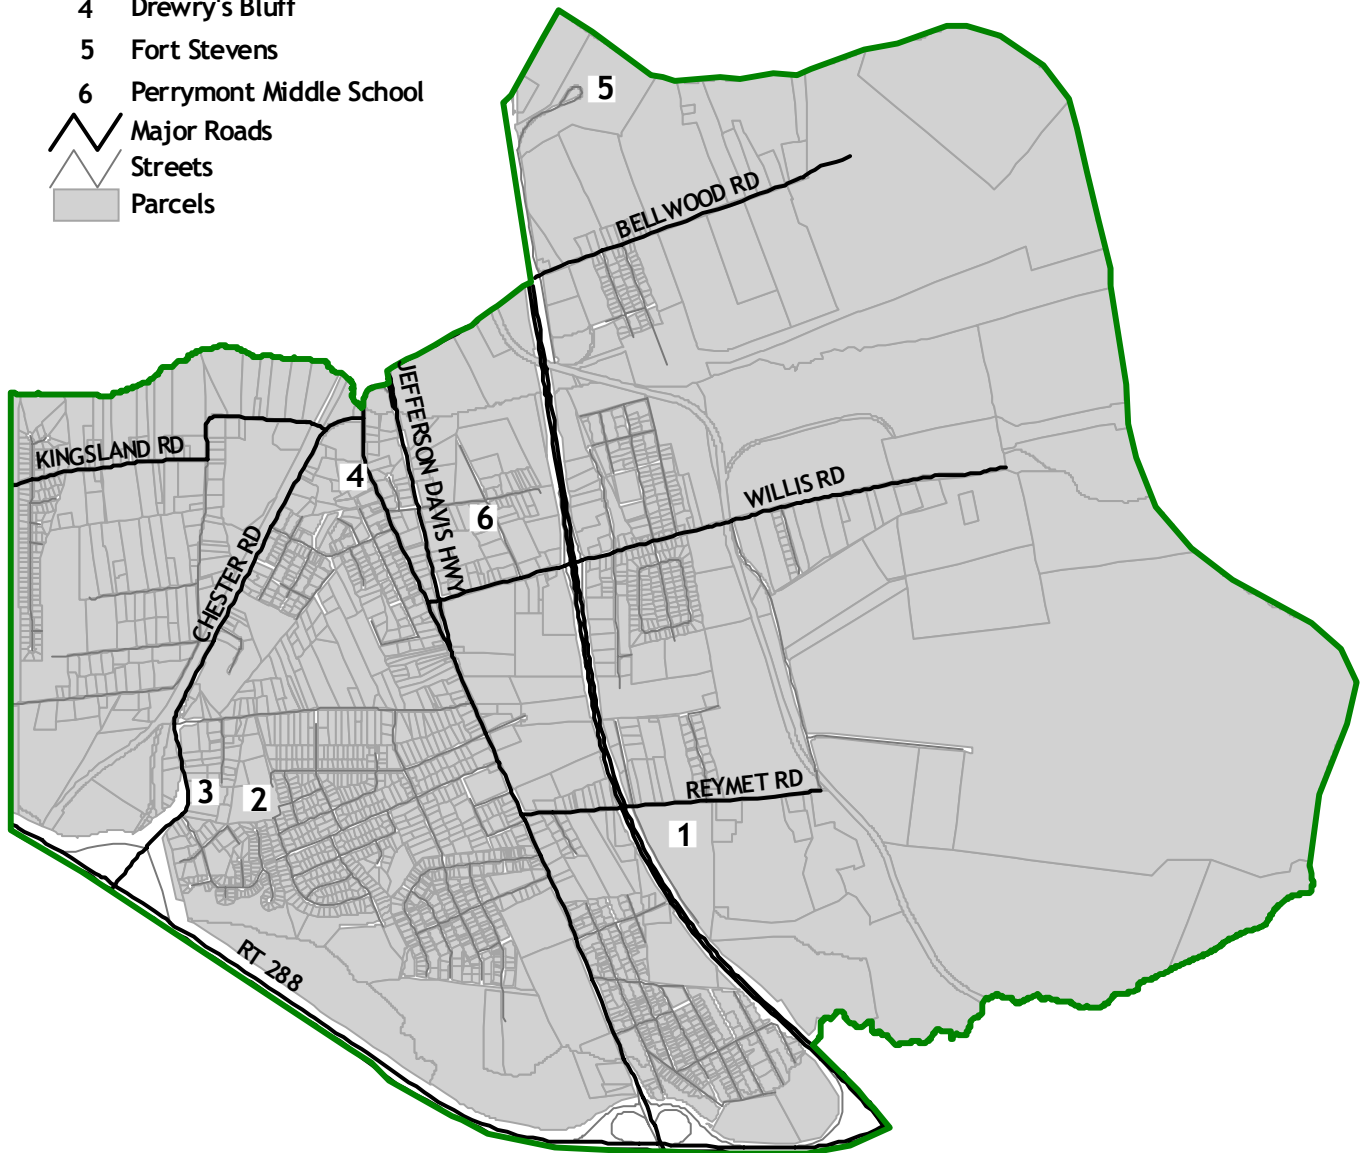 4 Drewry's Bluff
5 Fort Stevens
6 Perrymont Middle School
Major Roads
Streets
Parcels
5
BELLWOOD RD
JEFFERSON DAVIS HWY
KINGSLAND RD
4
WILLIS RD
6
CHESTER RD
3
2
REYMET RD
1
RT 288